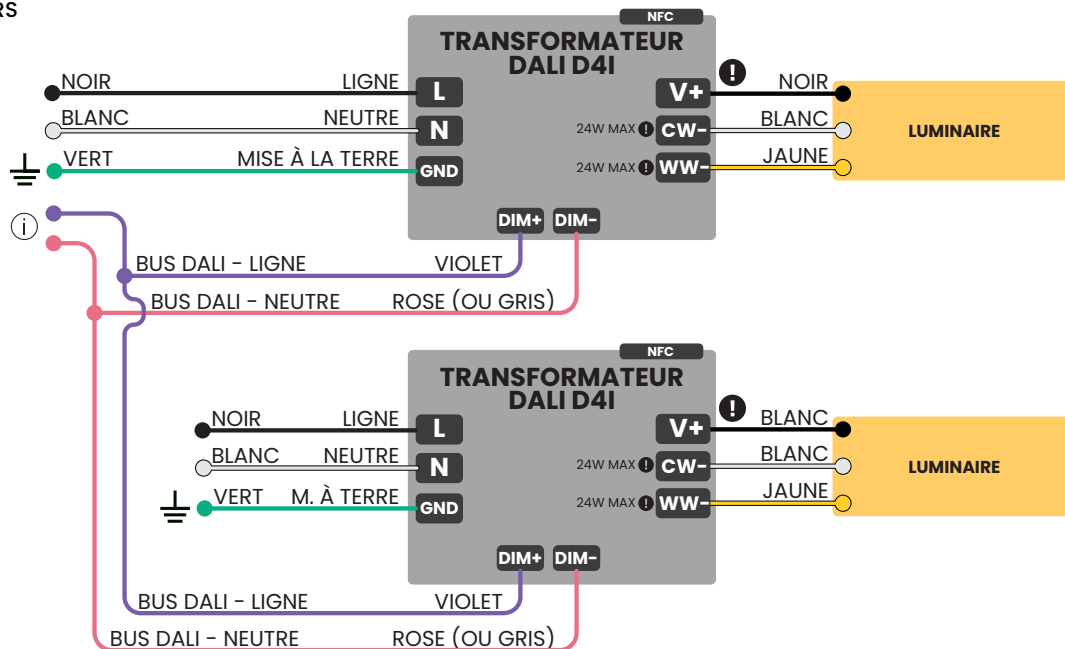 RS
NFC
TRANSFORMATEUR
DALI D4I
NOIR LIGNE L V+ NOIR
BLANC NEUTRE N 24W MAX ! CW- BLANC LUMINAIRE
VERT MISE À LA TERRE GND 24W MAX ! WW- JAUNE
!
i
DIM+ DIM-
BUS DALI - LIGNE VIOLET
BUS DALI - NEUTRE ROSE (OU GRIS)
NFC
TRANSFORMATEUR
DALI D4I
!
NOIR LIGNE L V+ BLANC
BLANC NEUTRE N 24W MAX ! CW- BLANC LUMINAIRE
VERT M. À TERRE GND 24W MAX ! WW- JAUNE
DIM+ DIM-
BUS DALI - LIGNE VIOLET
BUS DALI - NEUTRE ROSE (OU GRIS)